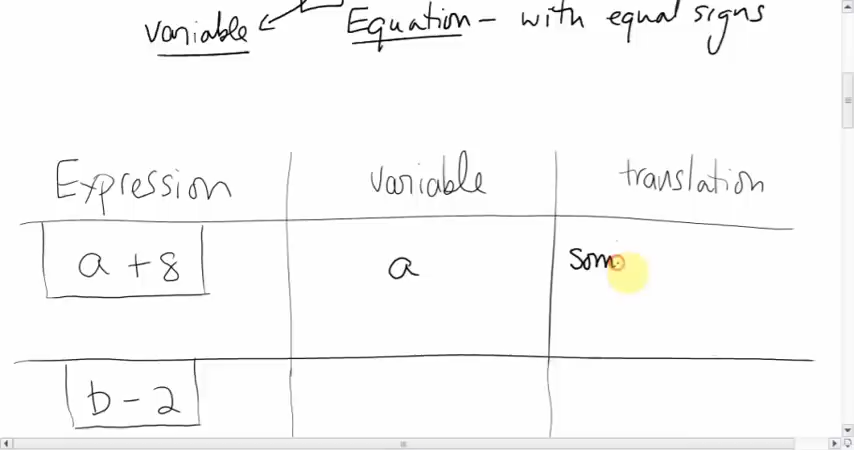 variable Equation - with equal signs
Expression variable translation
a + 8 a som
b - 2